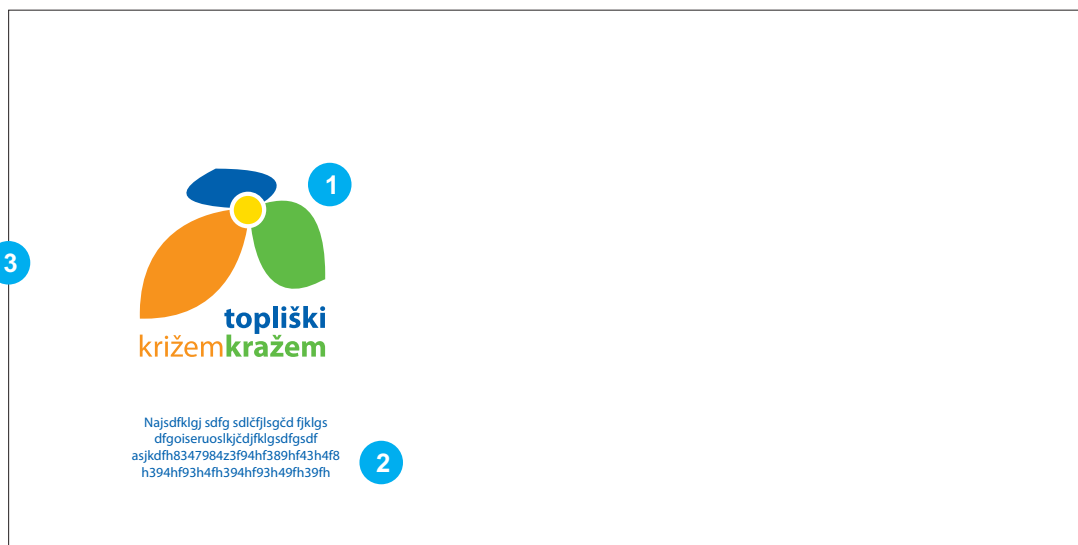 1
3
topliški
križemkražem
Najsdfklgj sdfg sdlčfjlsgčd fjklgs
dfgoiseruoslkjčdjfklgsdfgsdf
asjkdfh8347984z3f94hf389hf43h4f8
h394hf93h4fh394hf93h49fh39fh
2